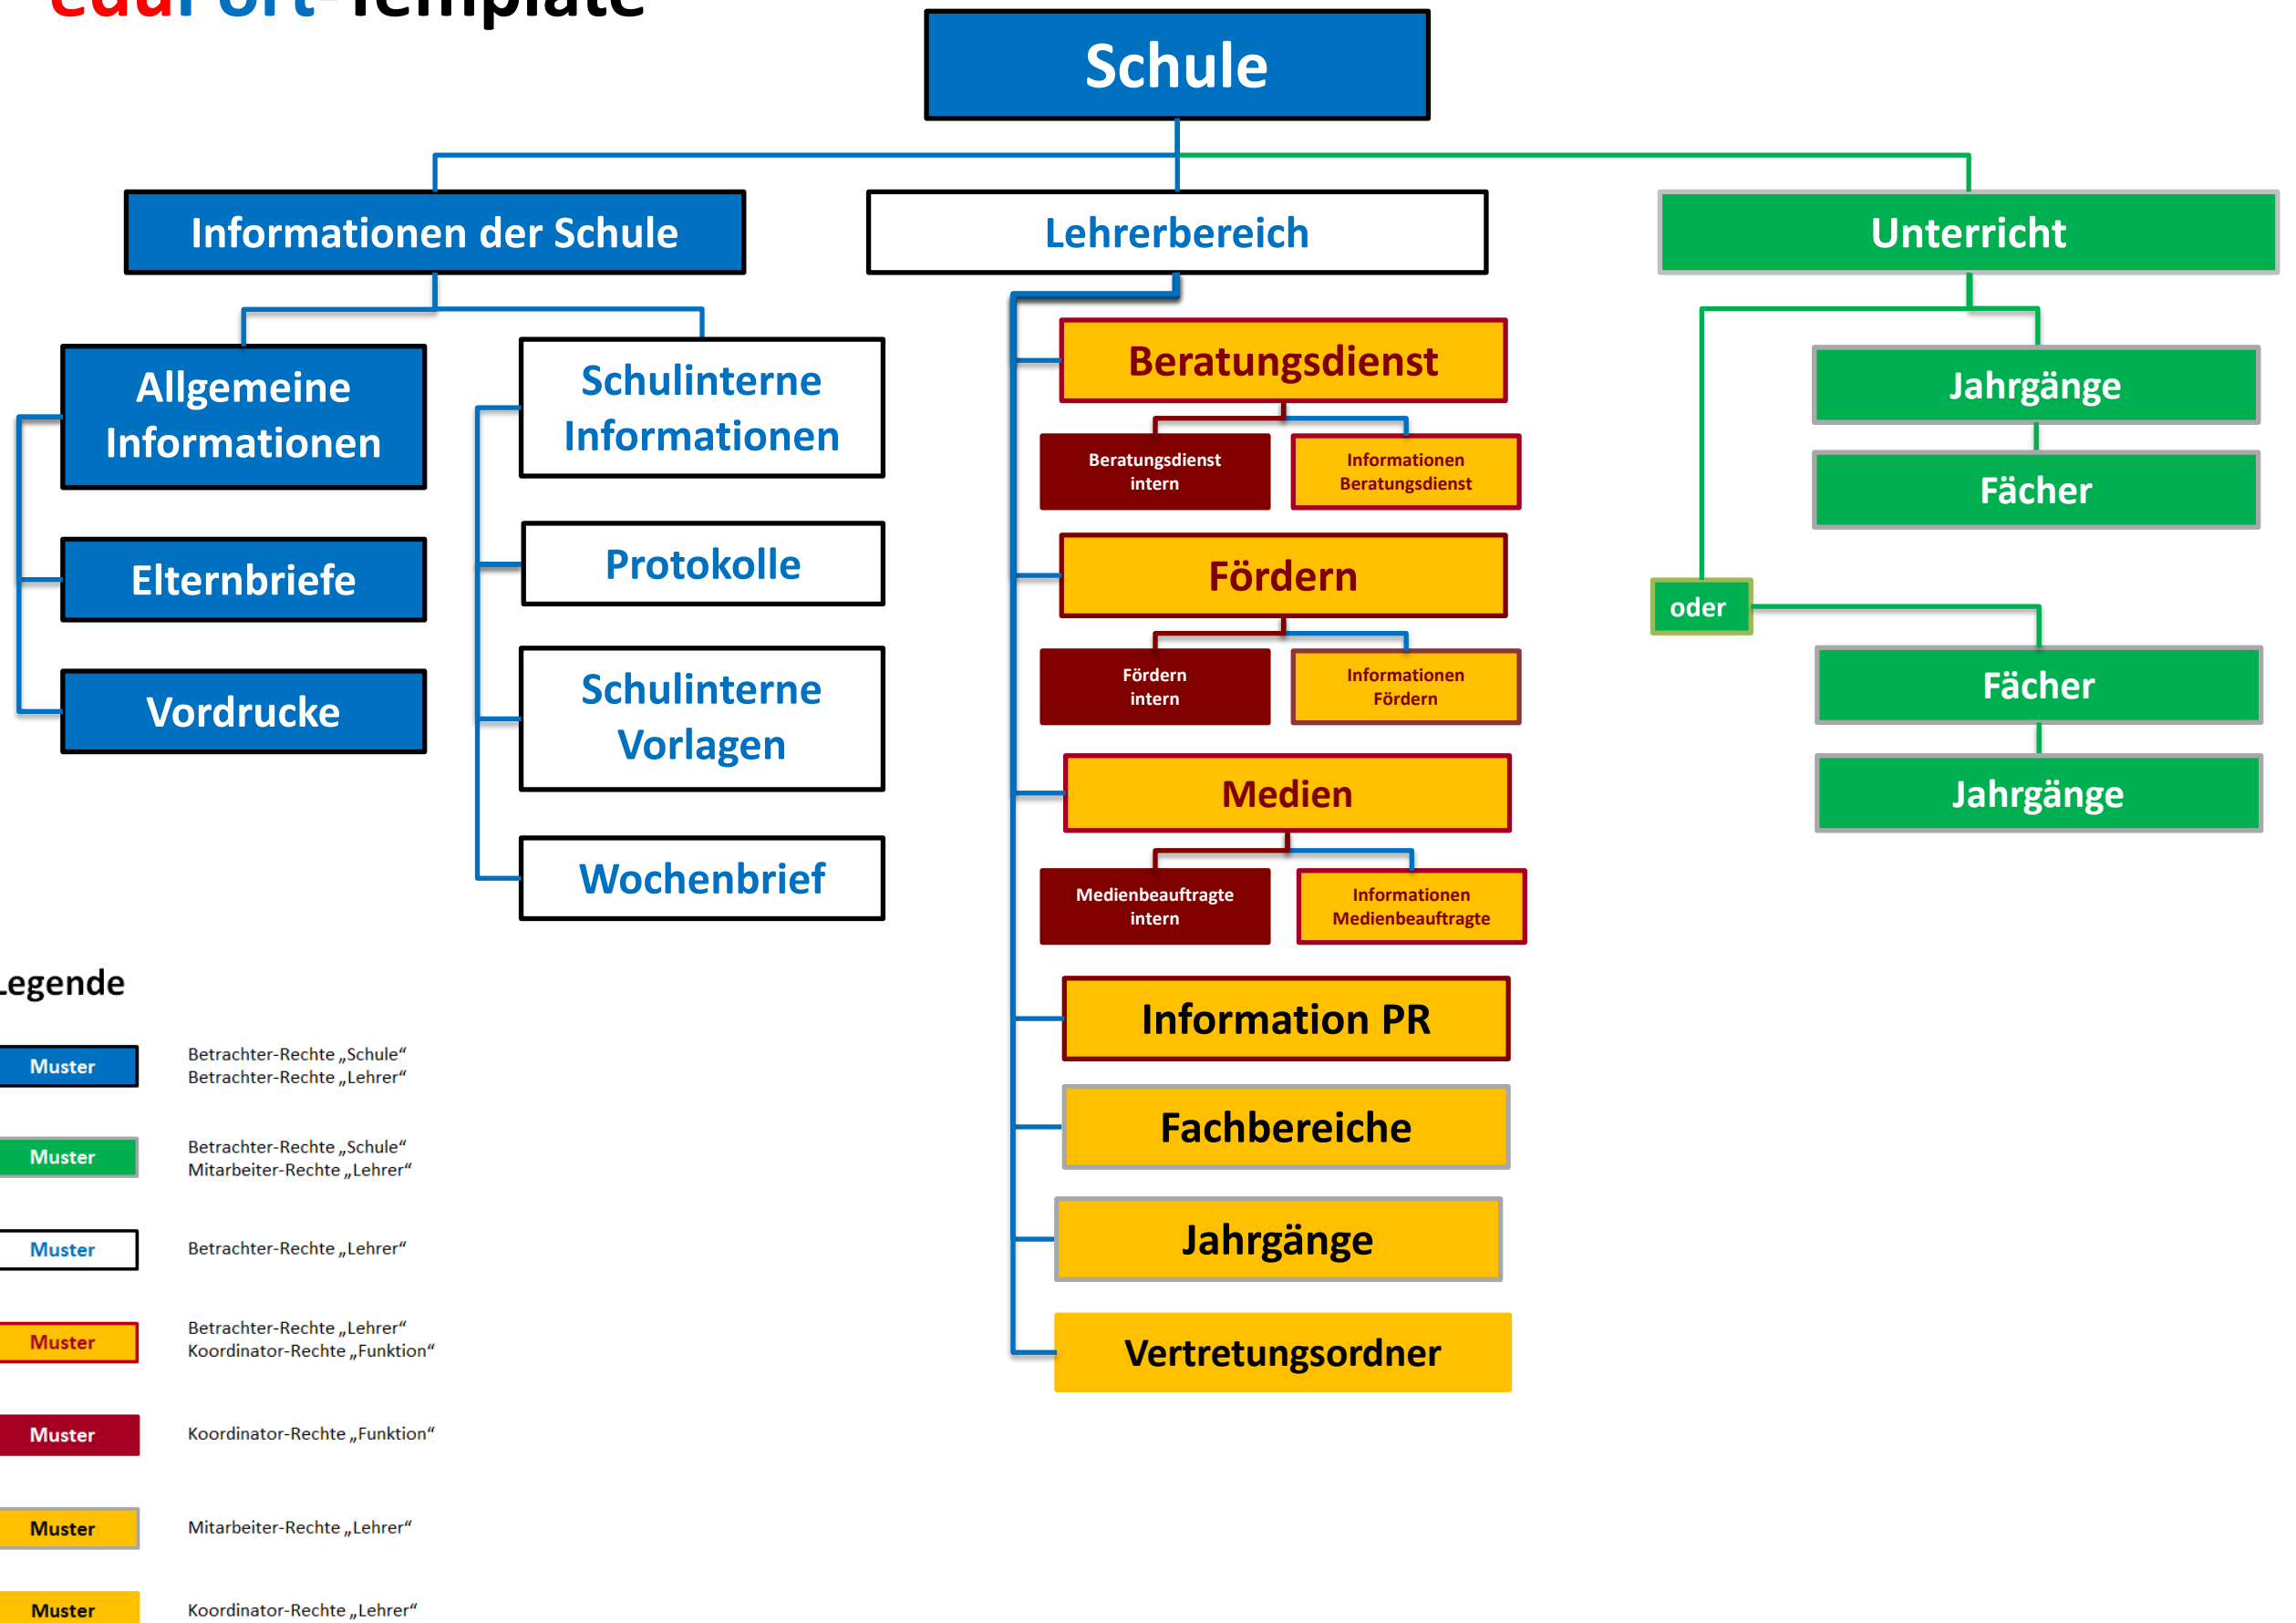 eduPort-Template
Schule
Informationen der Schule
Lehrerbereich
Unterricht
Allgemeine
Informationen
Elternbriefe
Vordrucke
Schulinterne
Informationen
Protokolle
Schulinterne
Vorlagen
Wochenbrief
Beratungsdienst
Beratungsdienst
intern
Informationen
Beratungsdienst
Fördern
Fördern
intern
Informationen
Fördern
Medien
Medienbeauftragte
intern
Informationen
Medienbeauftragte
Information PR
Fachbereiche
Jahrgänge
Vertretungsordner
Jahrgänge
Fächer
oder
Fächer
Jahrgänge
Legende
Muster
Betrachter-Rechte „Schule“
Betrachter-Rechte „Lehrer“
Muster
Betrachter-Rechte „Schule“
Mitarbeiter-Rechte „Lehrer“
Muster
Betrachter-Rechte „Lehrer“
Muster
Betrachter-Rechte „Lehrer“
Koordinator-Rechte „Funktion“
Muster
Koordinator-Rechte „Funktion“
Muster
Mitarbeiter-Rechte „Lehrer“
Muster
Koordinator-Rechte „Lehrer“